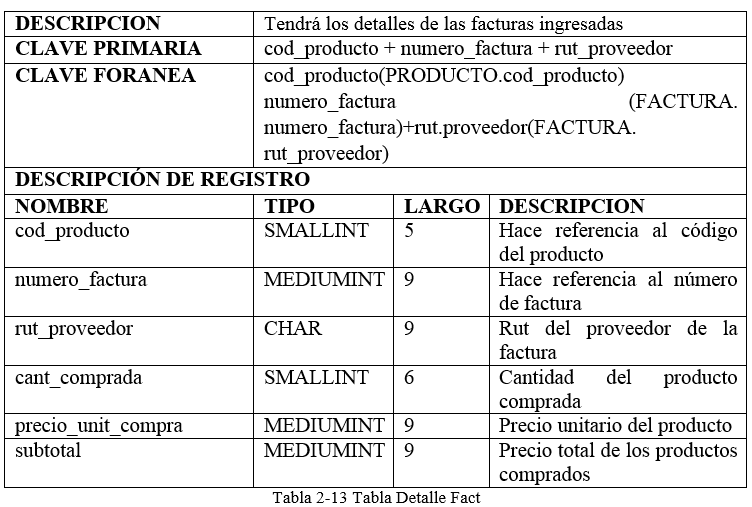 DESCRIPCION Tendrá los detalles de las facturas ingresadas
CLAVE PRIMARIA cod_producto + numero_factura + rut_proveedor
CLAVE FORANEA cod_producto(PRODUCTO.cod_producto)
numero_factura (FACTURA.
numero_factura)+rut.proveedor(FACTURA.
rut_proveedor)
DESCRIPCIÓN DE REGISTRO
NOMBRE TIPO LARGO DESCRIPCION
cod_producto SMALLINT 5 Hace referencia al código
del producto
numero_factura MEDIUMINT 9 Hace referencia al número
de factura
rut_proveedor CHAR 9 Rut del proveedor de la
factura
cant_comprada SMALLINT 6 Cantidad del producto
comprada
precio_unit_compra MEDIUMINT 9 Precio unitario del producto
subtotal MEDIUMINT 9 Precio total de los productos
comprados
Tabla 2-13 Tabla Detalle Fact